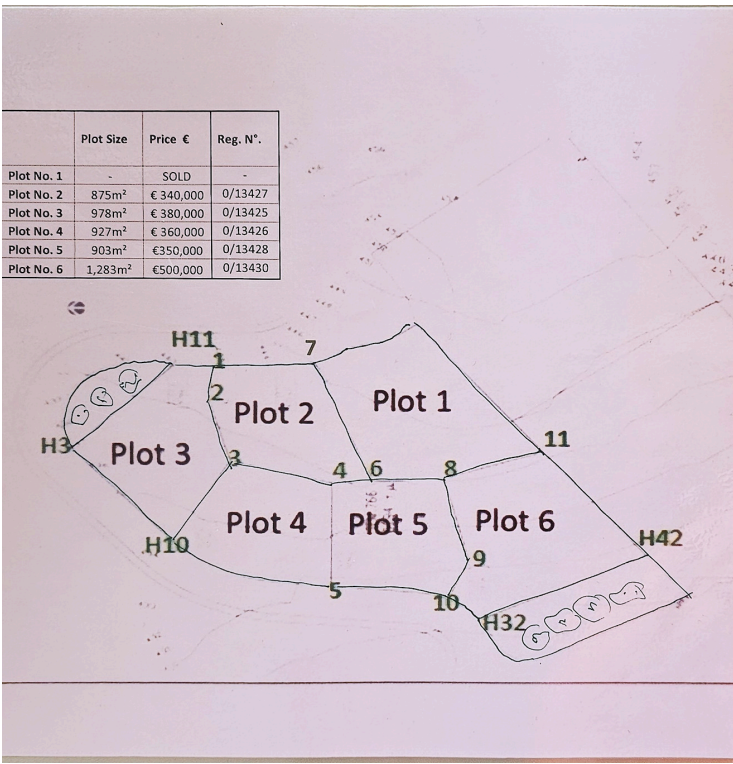 Plot Size Price € Reg. N°.
Plot No. 1 - SOLD -
Plot No. 2 875m² € 340,000 0/13427
Plot No. 3 978m² € 380,000 0/13425
Plot No. 4 927m² € 360,000 0/13426
Plot No. 5 903m² €350,000 0/13428
Plot No. 6 1,283m² €500,000 0/13430
H11
7
1
2
Plot 2
Plot 1
11
H3
Plot 3
3
4
6
8
Plot 4
Plot 5
Plot 6
H10
H42
9
5
10
H32